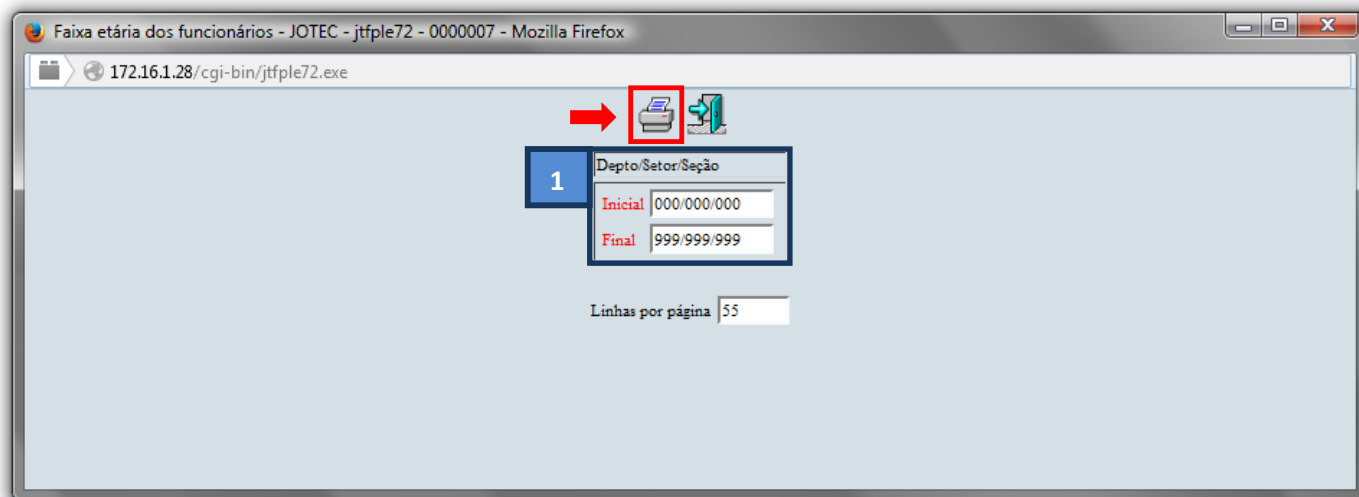 Faixa etária dos funcionários - JOTEC - jtfple72 - 0000007 - Mozilla Firefox
172.16.1.28/cgi-bin/jtfple72.exe
1
Depto/Setor/Seção
Inicial 000/000/000
Final 999/999/999
Linhas por página 55